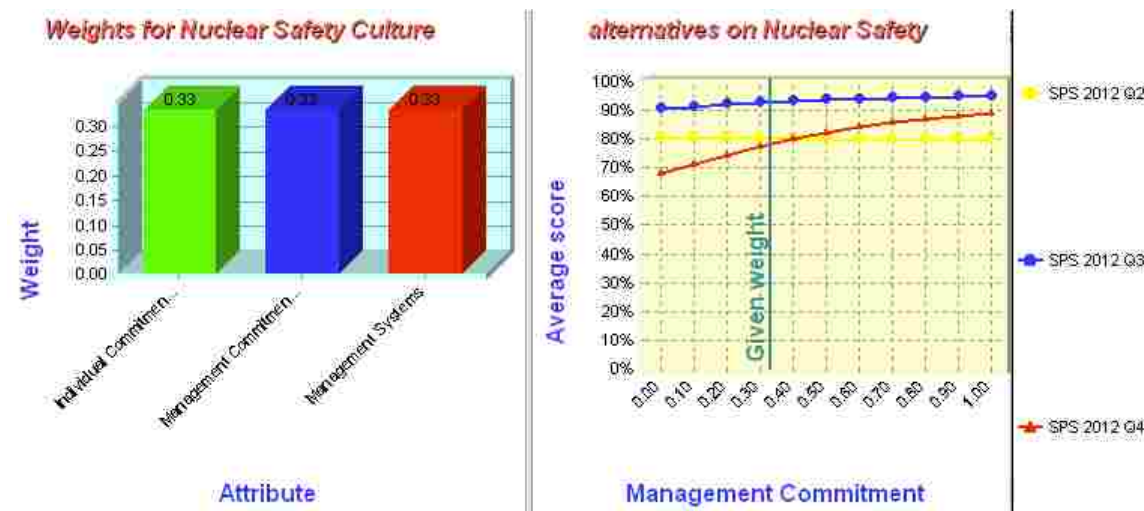 Weights for Nuclear Safety Culture
0.33
0.33
0.33
0.30
0.25
0.20
0.15
0.10
0.05
0.00
Weight
Individual Commitmen...
Management Commitmen...
Management Systems
Attribute
alternatives on Nuclear Safety
100%
90%
80%
70%
60%
50%
40%
30%
20%
10%
0%
Average score
Given weight
0.00
0.10
0.20
0.30
0.40
0.50
0.60
0.70
0.80
0.90
1.00
Management Commitment
SPS 2012 Q2
SPS 2012 Q3
SPS 2012 Q4